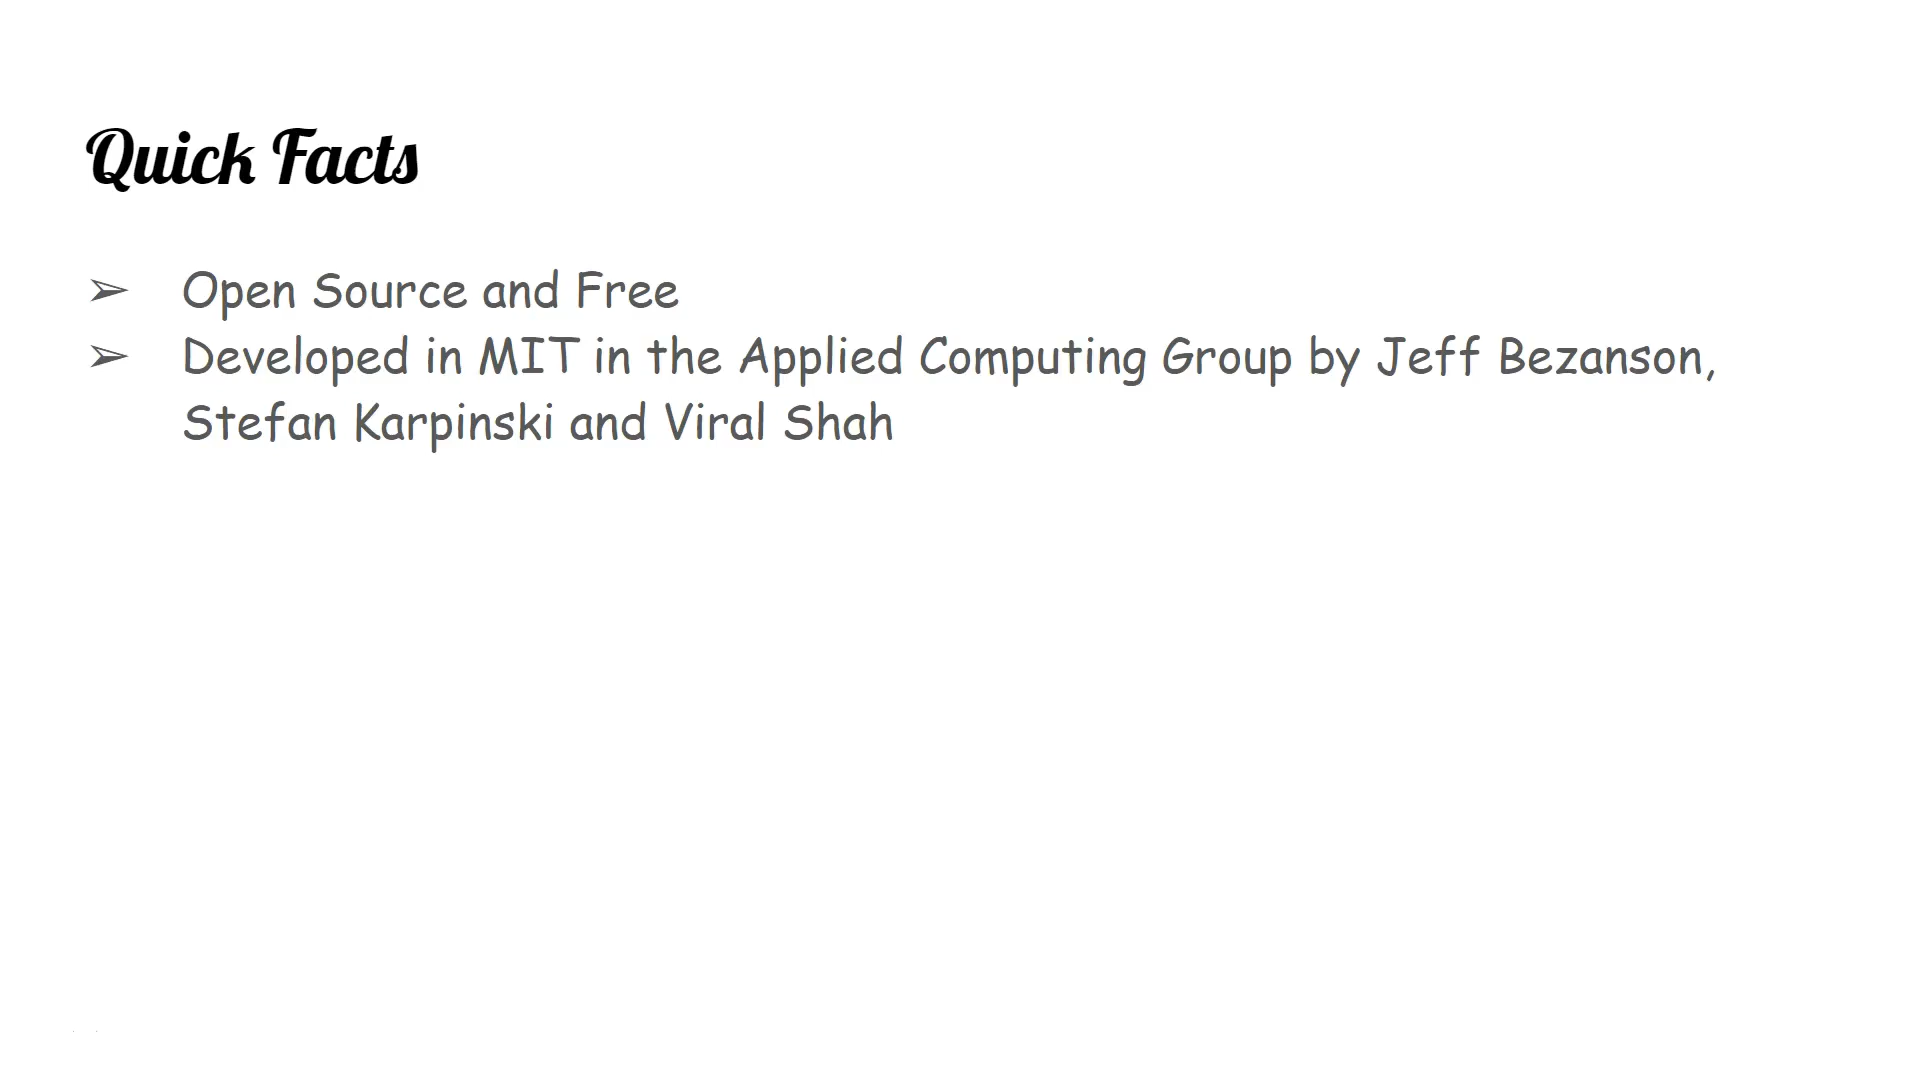 Quick Facts
➢ Open Source and Free
➢ Developed in MIT in the Applied Computing Group by Jeff Bezanson,
Stefan Karpinski and Viral Shah